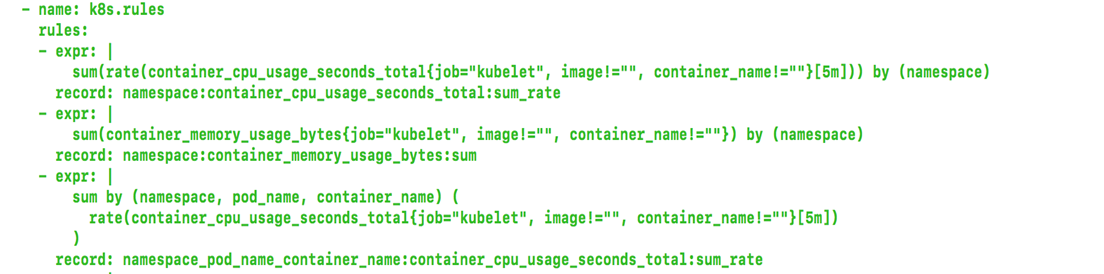 - name: k8s.rules
  rules:
  - expr: |
      sum(rate(container_cpu_usage_seconds_total{job="kubelet", image!="", container_name!=""}[5m])) by (namespace)
    record: namespace:container_cpu_usage_seconds_total:sum_rate
  - expr: |
      sum(container_memory_usage_bytes{job="kubelet", image!="", container_name!=""}) by (namespace)
    record: namespace:container_memory_usage_bytes:sum
  - expr: |
      sum by (namespace, pod_name, container_name) (
        rate(container_cpu_usage_seconds_total{job="kubelet", image!="", container_name!=""}[5m])
      )
    record: namespace_pod_name_container_name:container_cpu_usage_seconds_total:sum_rate